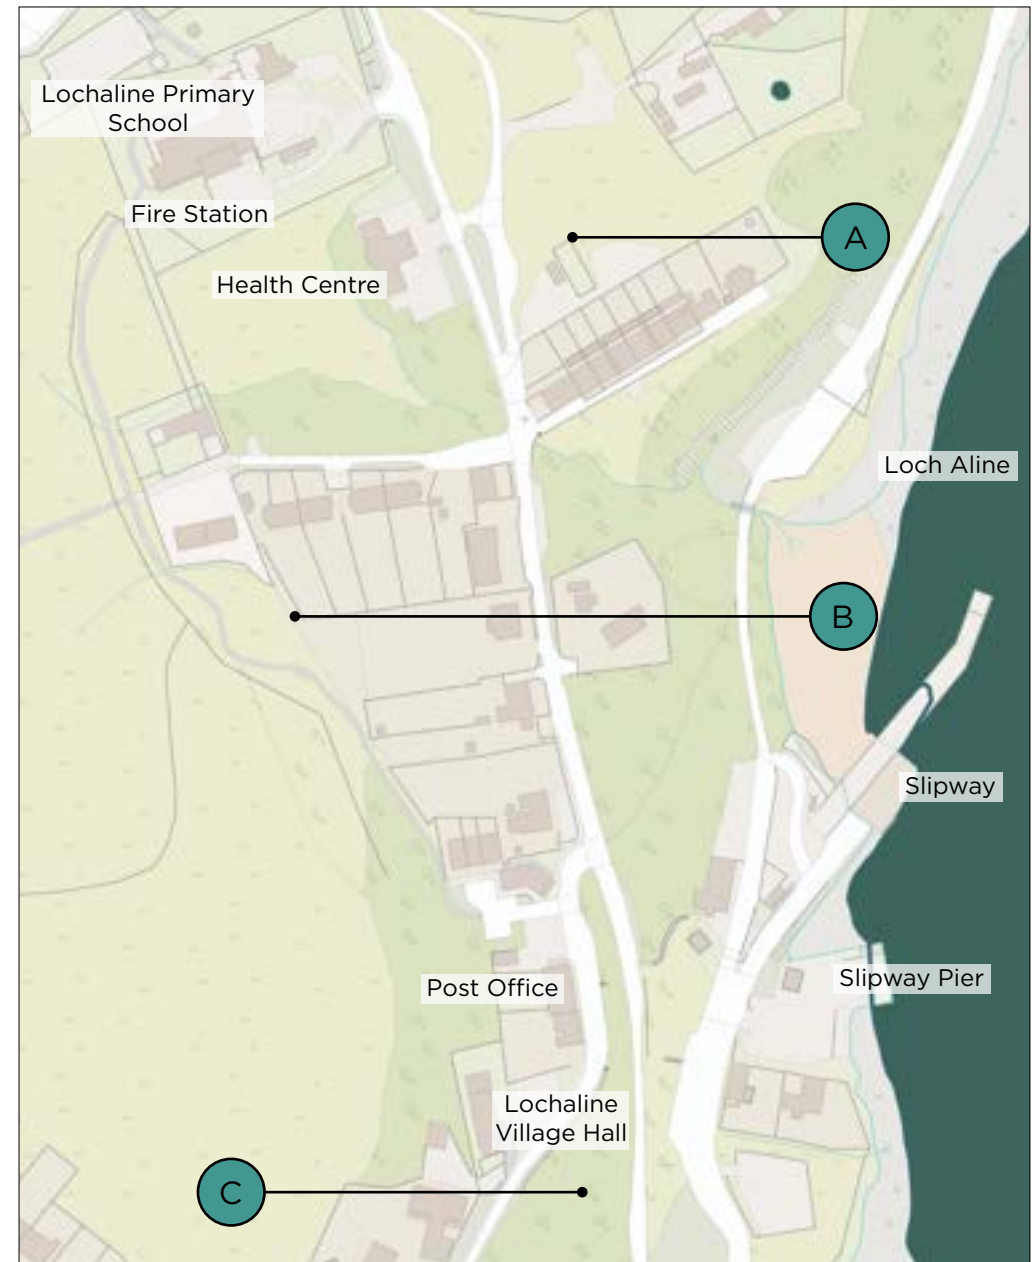 Lochaline Primary
School
Fire Station
A
Health Centre
Loch Aline
B
Slipway
Post Office
Slipway Pier
Lochaline
Village Hall
C